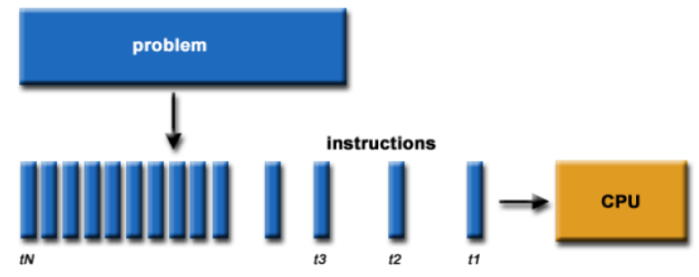 problem
instructions
CPU
tN t3 t2 t1